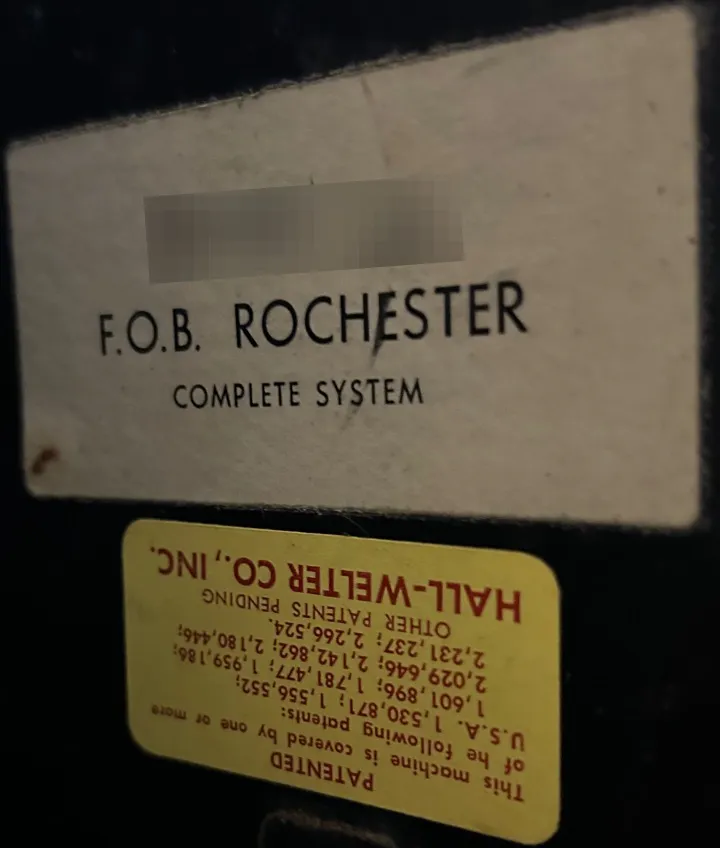 F.O.B. ROCHESTER
COMPLETE SYSTEM
PATENTED
This machine is covered by one or more
of he following patents:
U.S.A. 1,530,871; 1,556,552;
1,601,896; 1,781,477; 1,959,186;
2,029,646; 2,142,862; 2,180,446;
2,231,237; 2,266,524.
OTHER PATENTS PENDING
HALL-WELTER CO., INC.